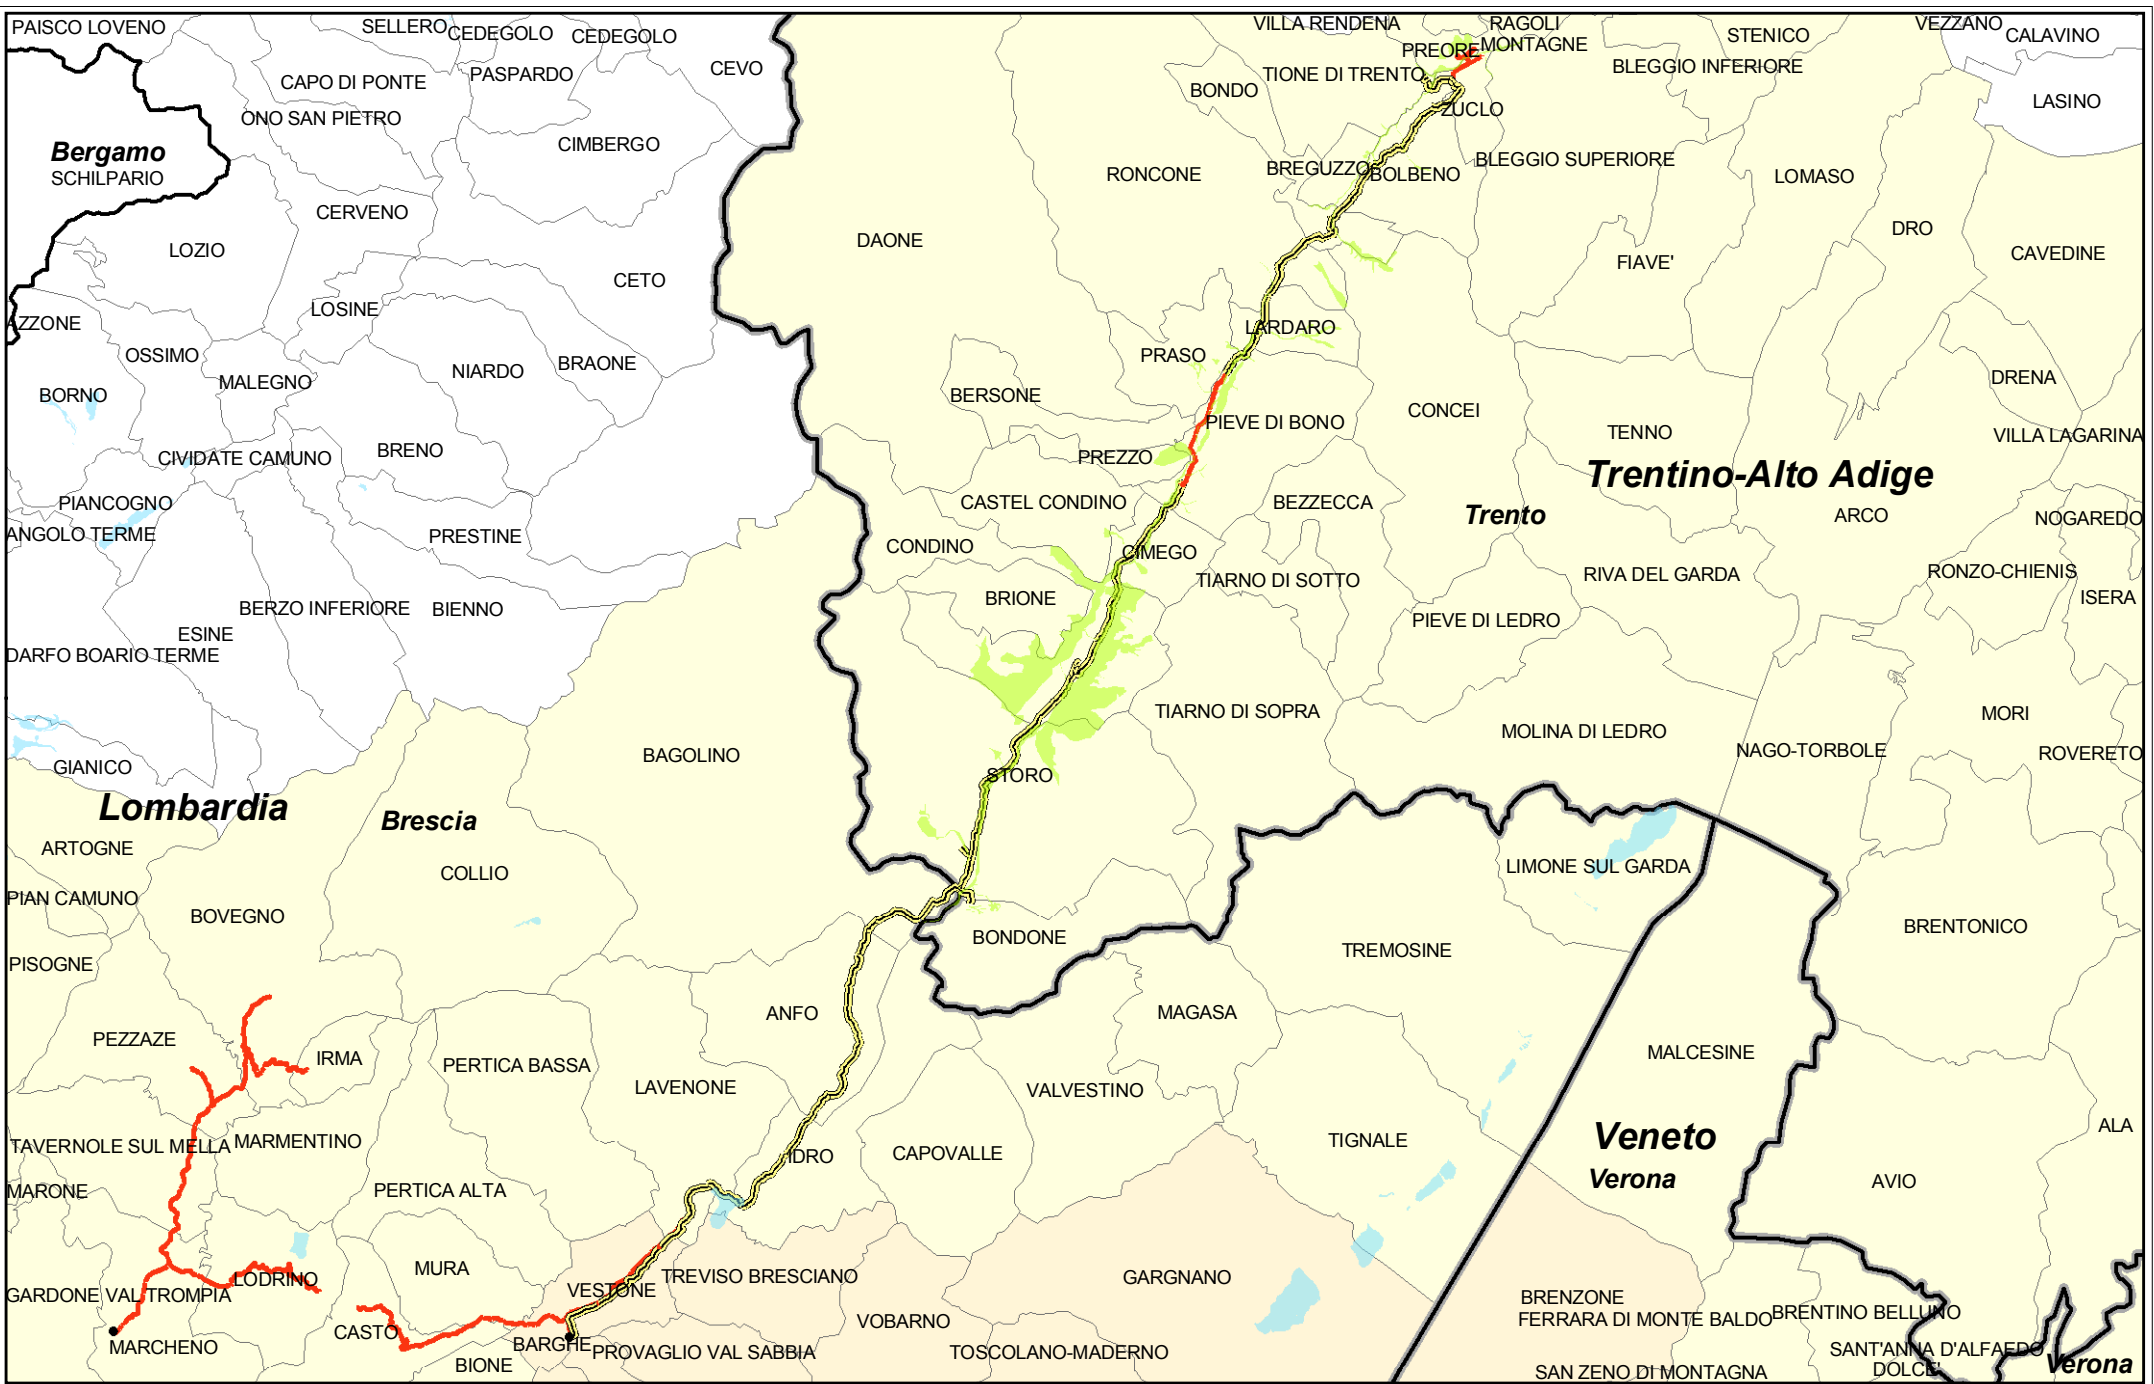 PAISCO LOVENO
SELLERO
CEDEGOLO
CEDEGOLO
VILLA RENDENA
RAGOLI
VEZZANO
CALAVINO
STENICO
PREORE
MONTAGNE
CAPO DI PONTE
PASPARDO
CEVO
TIONE DI TRENTO
BLEGGIO INFERIORE
BONDO
LASINO
ONO SAN PIETRO
ZUCLO
CIMBERGO
Bergamo
SCHILPARIO
RONCONE
BREGUZZO
BOLBENO
BLEGGIO SUPERIORE
LOMASO
CERVENO
LOZIO
DAONE
DRO
CAVEDINE
FIAVE'
CETO
LOSINE
AZZONE
LARDARO
OSSIMO
PRASO
BRAONE
NIARDO
MALEGNO
DRENA
BORNO
BERSONE
CONCEI
PIEVE DI BONO
TENNO
VILLA LAGARINA
BRENO
CIVIDATE CAMUNO
PREZZO
Trentino-Alto Adige
PIANCOGNO
CASTEL CONDINO
BEZZECCA
Trento
ARCO
NOGAREDO
ANGOLO TERME
PRESTINE
CONDINO
CIMEGO
TIARNO DI SOTTO
RIVA DEL GARDA
RONZO-CHIENIS
ISERA
BRIONE
BERZO INFERIORE
BIENNO
PIEVE DI LEDRO
ESINE
DARFO BOARIO TERME
TIARNO DI SOPRA
MORI
MOLINA DI LEDRO
NAGO-TORBOLE
ROVERETO
BAGOLINO
GIANICO
STORO
Lombardia
Brescia
ARTOGNE
COLLIO
LIMONE SUL GARDA
PIAN CAMUNO
BOVEGNO
BRENTONICO
BONDONE
TREMOSINE
PISOGNE
ANFO
MAGASA
PEZZAZE
IRMA
MALCESINE
PERTICA BASSA
LAVENONE
VALVESTINO
ALA
TAVERNOLE SUL MELLA
MARMENTINO
TIGNALE
Veneto
IDRO
CAPOVALLE
Verona
MARONE
PERTICA ALTA
AVIO
MURA
LODRINO
TREVISO BRESCIANO
GARGNANO
VESTONE
GARDONE VAL TROMPIA
BRENZONE
FERRARA DI MONTE BALDO
BRENTINO BELLUNO
VOBARNO
CASTO
MARCHENO
BARGHE
PROVAGLIO VAL SABBIA
TOSCOLANO-MADERNO
SANT'ANNA D'ALFAEDO
DOLCE'
Verona
BIONE
SAN ZENO DI MONTAGNA